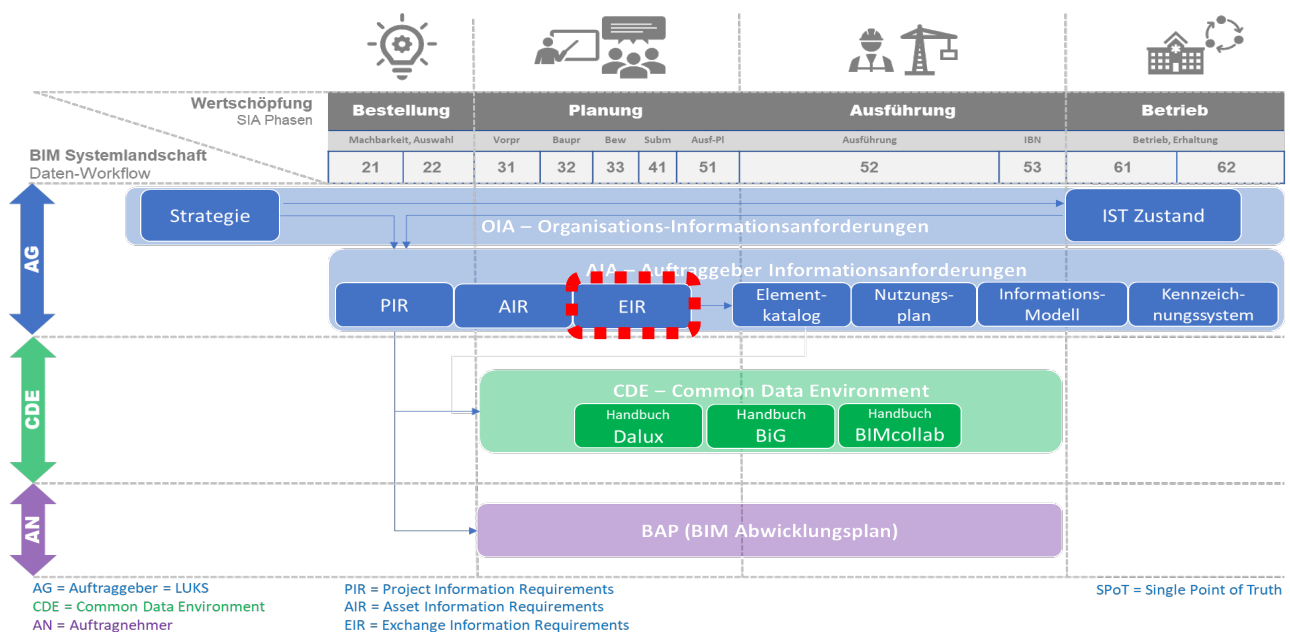 Wertschöpfung
SIA Phasen
Bestellung Planung Ausführung Betrieb
Machbarkeit, Auswahl Vorpr Baupr Bew Subm Ausf-Pl Ausführung IBN Betrieb, Erhaltung
BIM Systemlandschaft
Daten-Workflow
21 22 31 32 33 41 51 52 53 61 62
AG
Strategie
IST Zustand
OIA – Organisations-Informationsanforderungen
AIA – Auftraggeber Informationsanforderungen
PIR
AIR
EIR
Element-
katalog
Nutzungs-
plan
Informations-
Modell
Kennzeich-
nungssystem
CDE
CDE – Common Data Environment
Handbuch
Dalux
Handbuch
BiG
Handbuch
BIMcollab
AN
BAP (BIM Abwicklungsplan)
AG = Auftraggeber = LUKS
CDE = Common Data Environment
AN = Auftragnehmer
PIR = Project Information Requirements
AIR = Asset Information Requirements
EIR = Exchange Information Requirements
SPoT = Single Point of Truth